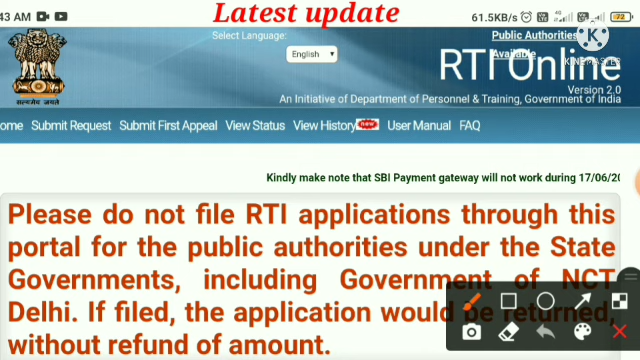 Latest update
43 AM
61.5KB/s
72
Select Language:
English
Public Authorities
Available
KINEMASTER
RTI Online
Version 2.0
सत्यमेव जयते
An Initiative of Department of Personnel & Training, Government of India
ome Submit Request Submit First Appeal View Status View History new User Manual FAQ
Kindly make note that SBI Payment gateway will not work during 17/06/20
Please do not file RTI applications through this
portal for the public authorities under the State
Governments, including Government of NCT
Delhi. If filed, the application would be returned,
without refund of amount.